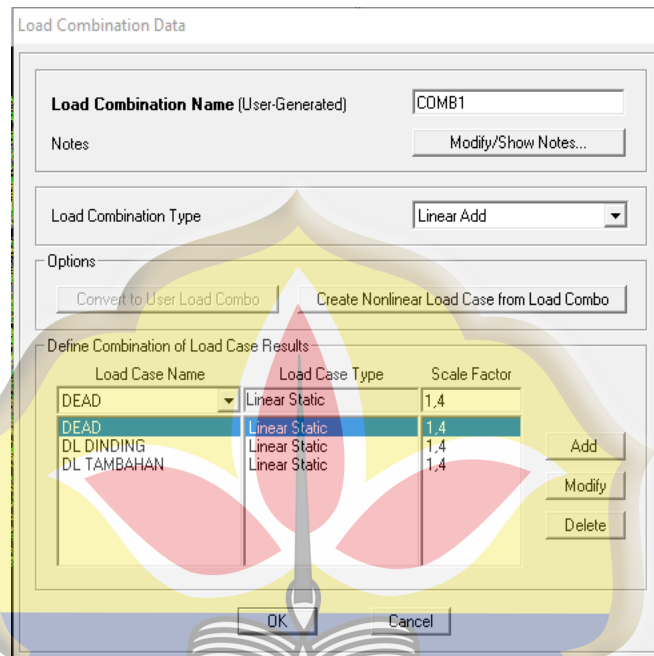 Load Combination Data
Load Combination Name (User-Generated) COMB1
Notes Modify/Show Notes...
Load Combination Type Linear Add
Options
Convert to User Load Combo Create Nonlinear Load Case from Load Combo
Define Combination of Load Case Results
Load Case Name Load Case Type Scale Factor
DEAD Linear Static 1,4
DEAD Linear Static 1,4
DL DINDING Linear Static 1,4
DL TAMBAHAN Linear Static 1,4
Add
Modify
Delete
OK Cancel